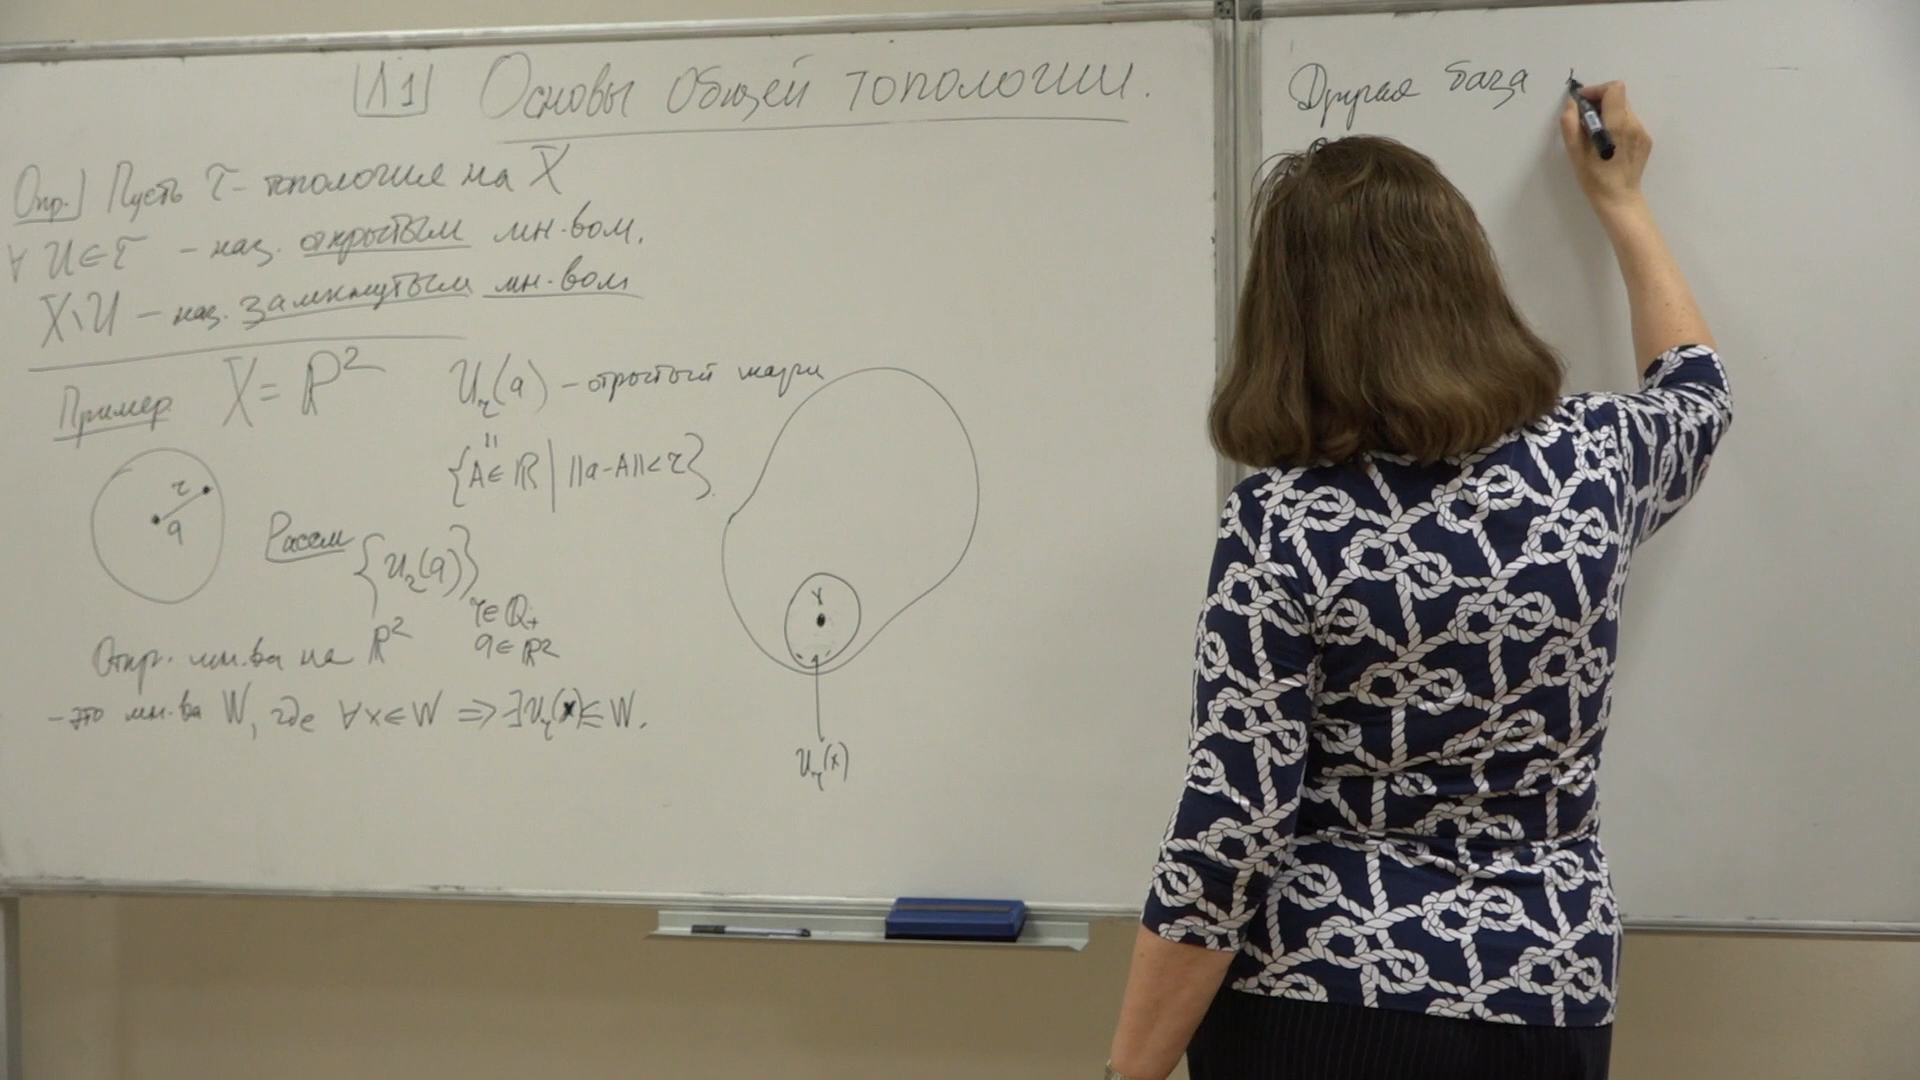 Л1 Основы общей топологии.
Опр.] Пусть τ - топология на X
∀ U∈τ - наз. открытым мн-вом.
X\U - наз. замкнутым мн-вом
Пример X = ℝ²
U_r(a) - открытый шар
{A∈ℝ | ||a-A||<r}
r
a
Рассм {U_r(a)}
r∈ℚ₊
a∈ℝ²
Откр. мн.ва на ℝ²
- это мн-ва W, где ∀x∈W ⇒ ∃U_r(x)⊆W.
U_r(x)
Другая база